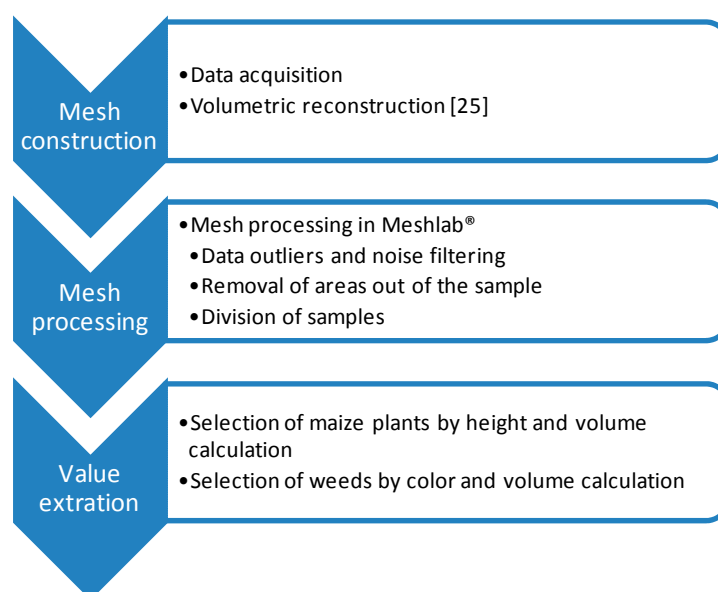 Mesh
construction
•Data acquisition
•Volumetric reconstruction [25]
Mesh
processing
•Mesh processing in Meshlab®
•Data outliers and noise filtering
•Removal of areas out of the sample
•Division of samples
Value
extration
•Selection of maize plants by height and volume
calculation
•Selection of weeds by color and volume calculation